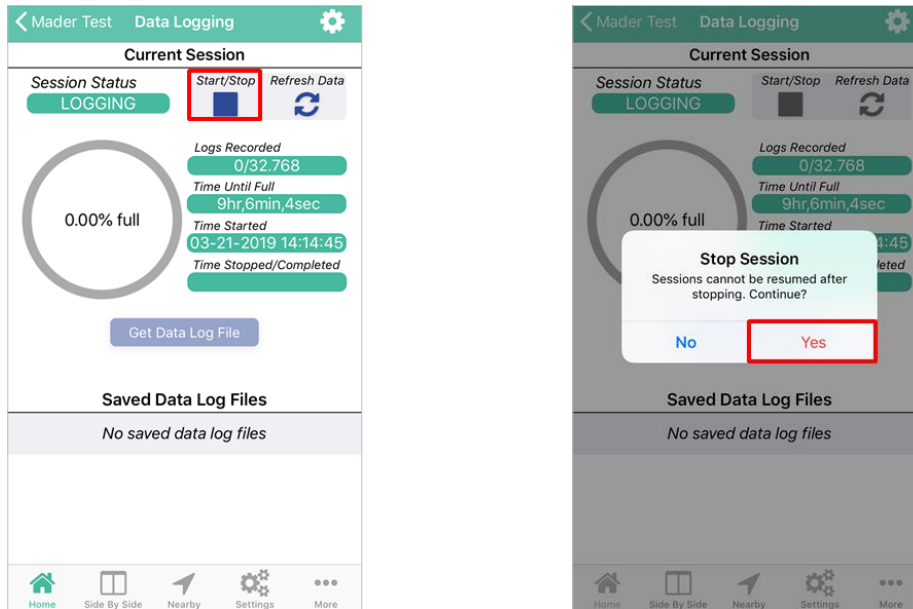 Mader Test Data Logging
Current Session
Session Status Start/Stop Refresh Data
LOGGING
Logs Recorded
0/32.768
Time Until Full
9hr,6min,4sec
0.00% full
Time Started
03-21-2019 14:14:45
Time Stopped/Completed
Get Data Log File
Saved Data Log Files
No saved data log files
Home Side By Side Nearby Settings More
Mader Test Data Logging
Current Session
Session Status Start/Stop Refresh Data
LOGGING
Logs Recorded
0/32.768
Time Until Full
9hr,6min,4sec
0.00% full
Time Started
4:45
Stop Session
leted
Sessions cannot be resumed after
stopping. Continue?
No Yes
Saved Data Log Files
No saved data log files
Home Side By Side Nearby Settings More